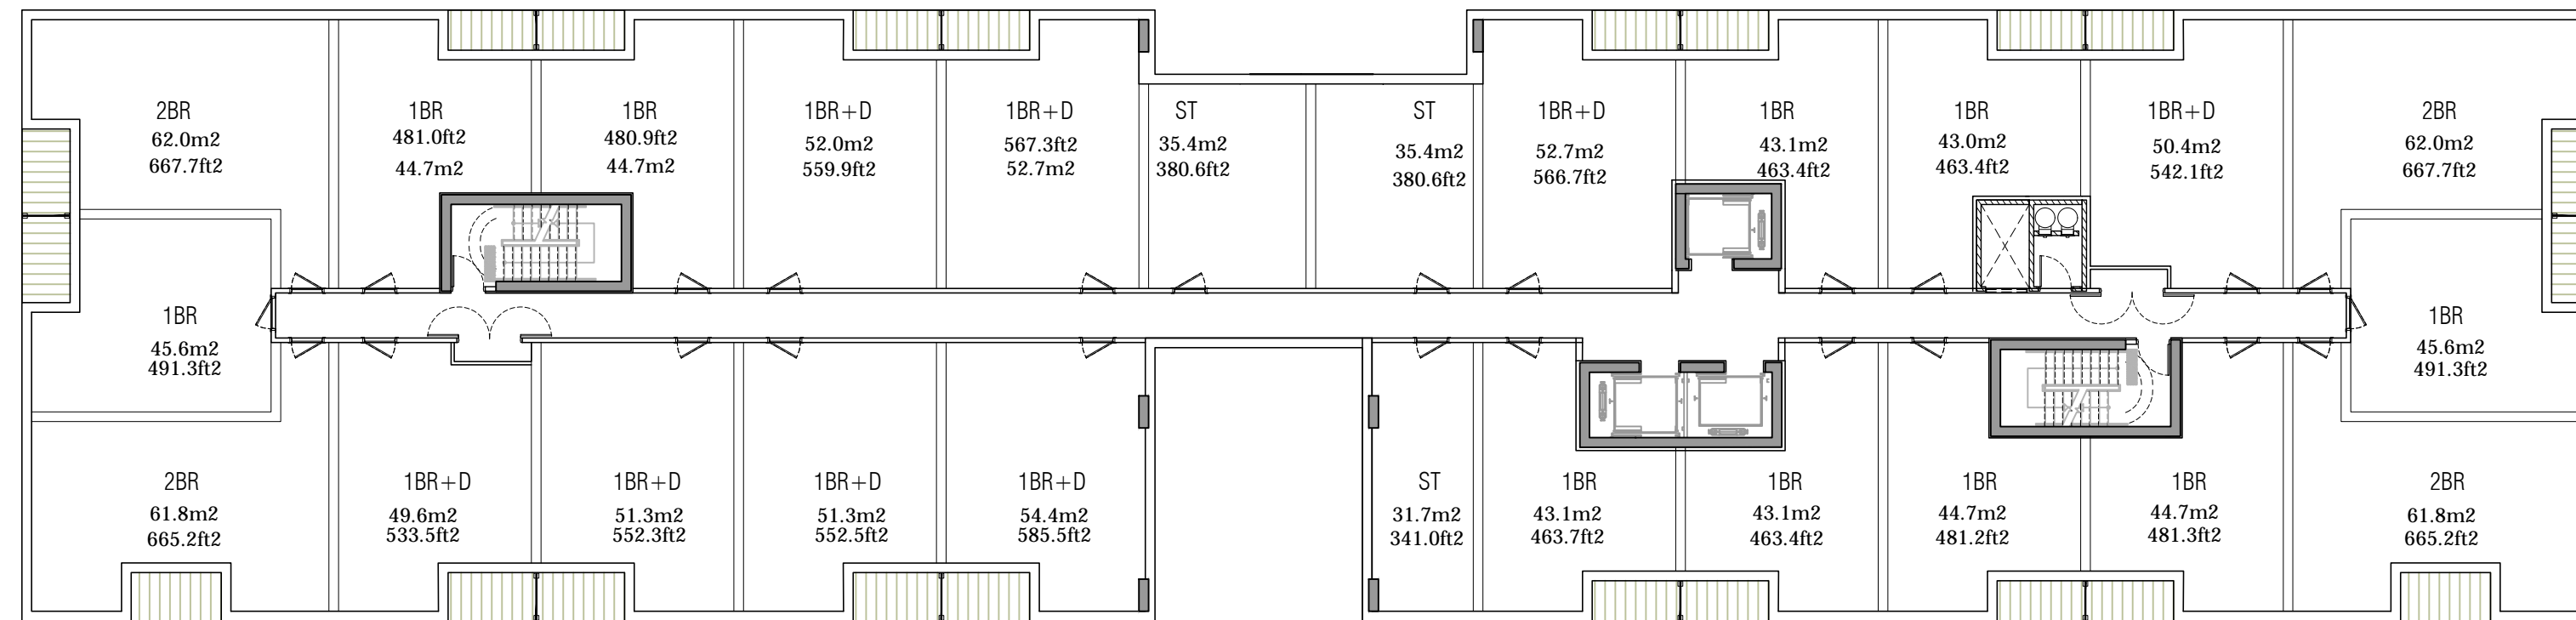 2BR
62.0m2
667.7ft2
1BR
481.0ft2
44.7m2
1BR
480.9ft2
44.7m2
1BR+D
52.0m2
559.9ft2
1BR+D
567.3ft2
52.7m2
ST
35.4m2
380.6ft2
ST
35.4m2
380.6ft2
1BR+D
52.7m2
566.7ft2
1BR
43.1m2
463.4ft2
1BR
43.0m2
463.4ft2
1BR+D
50.4m2
542.1ft2
2BR
62.0m2
667.7ft2
1BR
45.6m2
491.3ft2
1BR
45.6m2
491.3ft2
2BR
61.8m2
665.2ft2
1BR+D
49.6m2
533.5ft2
1BR+D
51.3m2
552.3ft2
1BR+D
51.3m2
552.5ft2
1BR+D
54.4m2
585.5ft2
ST
31.7m2
341.0ft2
1BR
43.1m2
463.7ft2
1BR
43.1m2
463.4ft2
1BR
44.7m2
481.2ft2
1BR
44.7m2
481.3ft2
2BR
61.8m2
665.2ft2